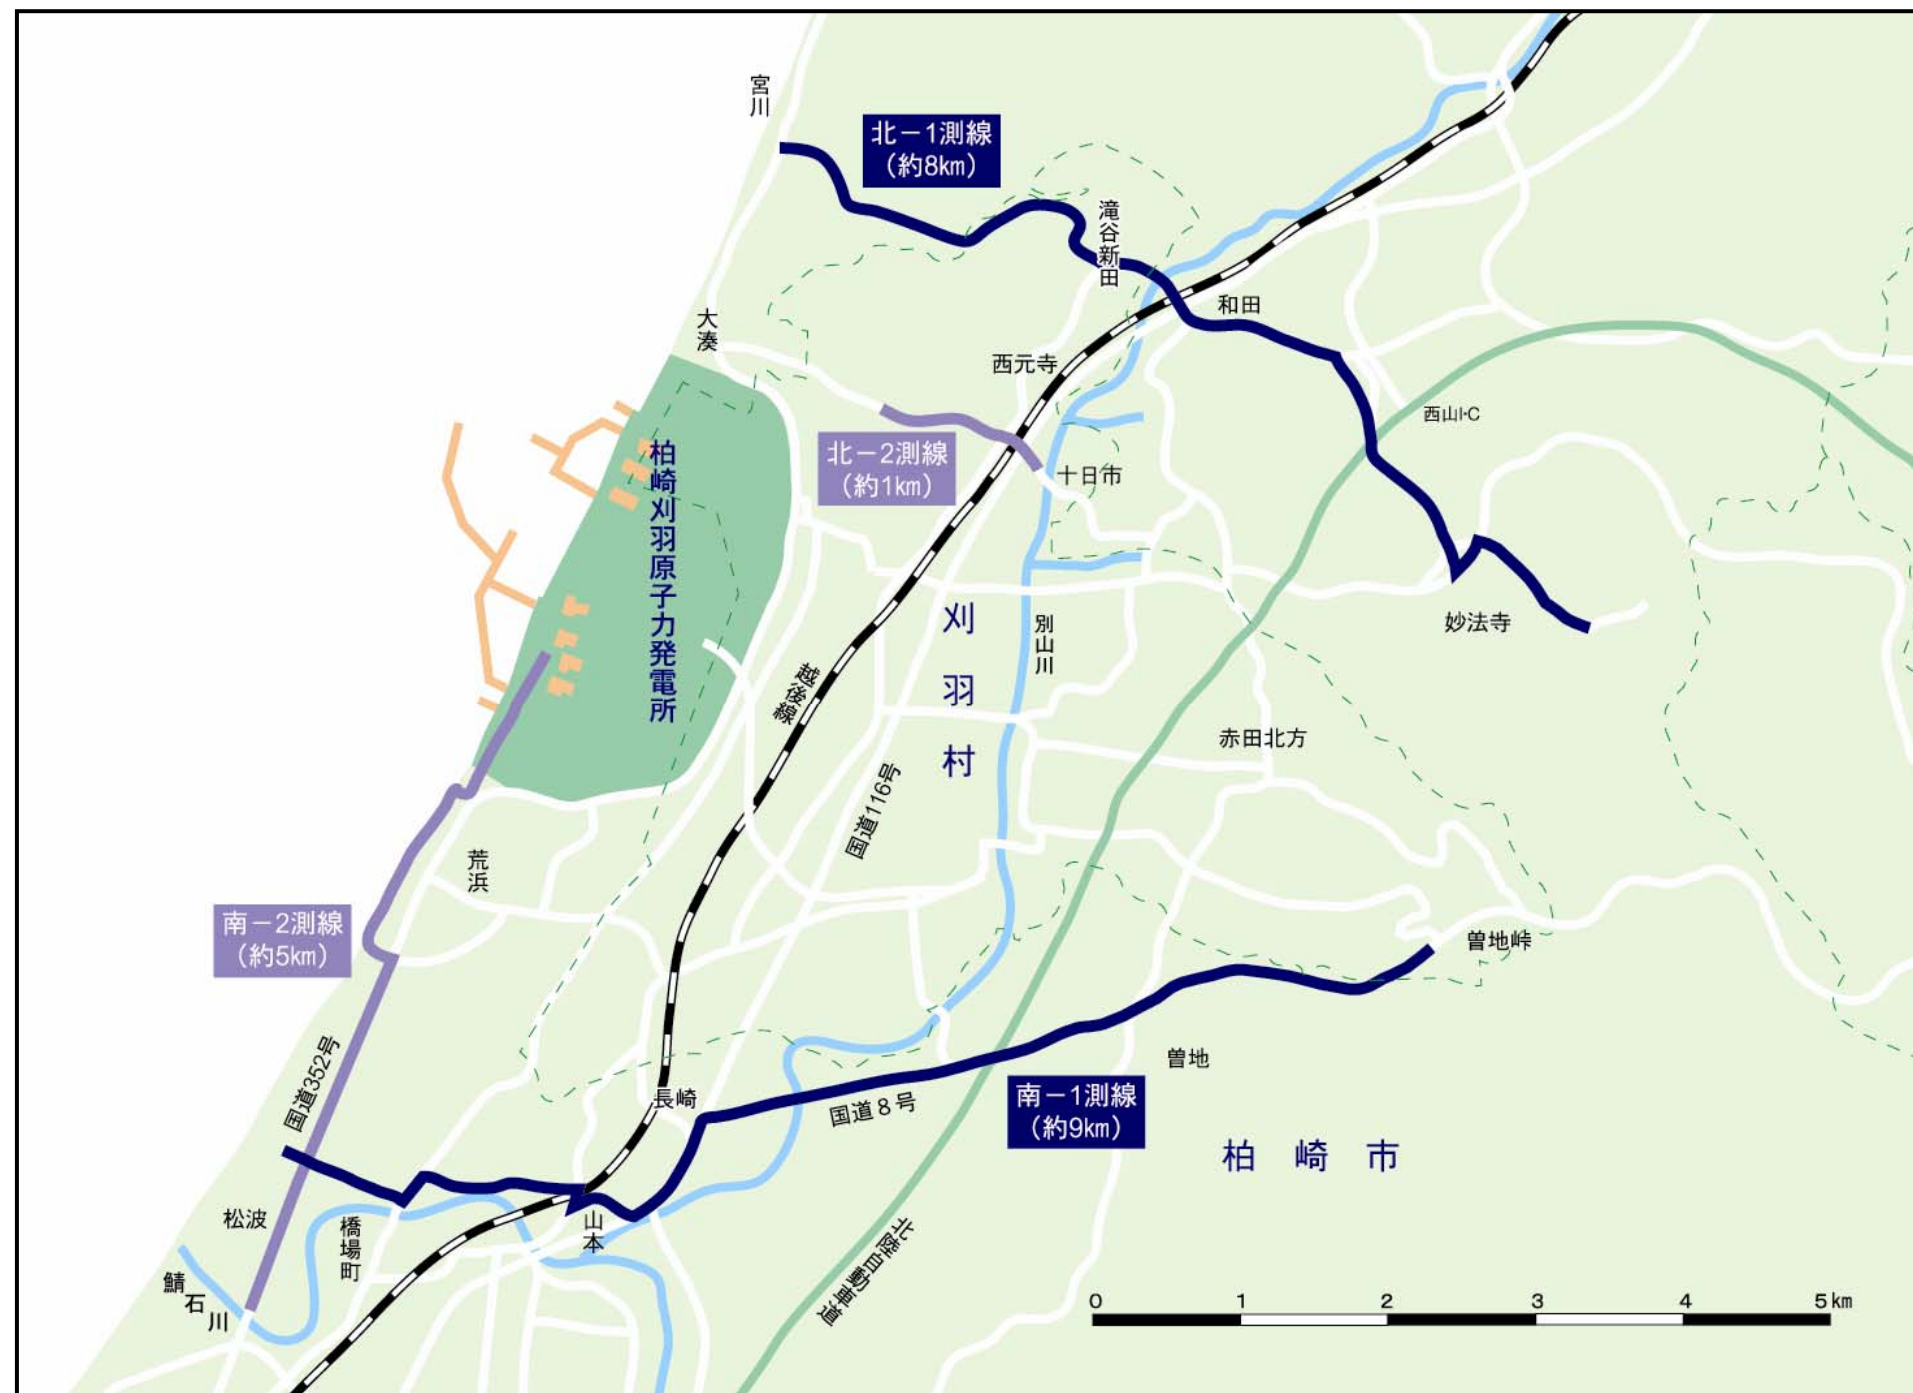 宮川
北－1測線
（約8km）
滝谷新田
和田
大湊
西元寺
西山I・C
北－2測線
（約1km）
十日市
柏崎刈羽原子力発電所
刈羽村
別山川
妙法寺
越後線
赤田北方
国道116号
荒浜
南－2測線
（約5km）
曽地峠
国道352号
曽地
長崎
国道８号
南－1測線
（約9km）
柏崎市
松波
橋場町
山本
鯖石川
北陸自動車道
0 1 2 3 4 5km